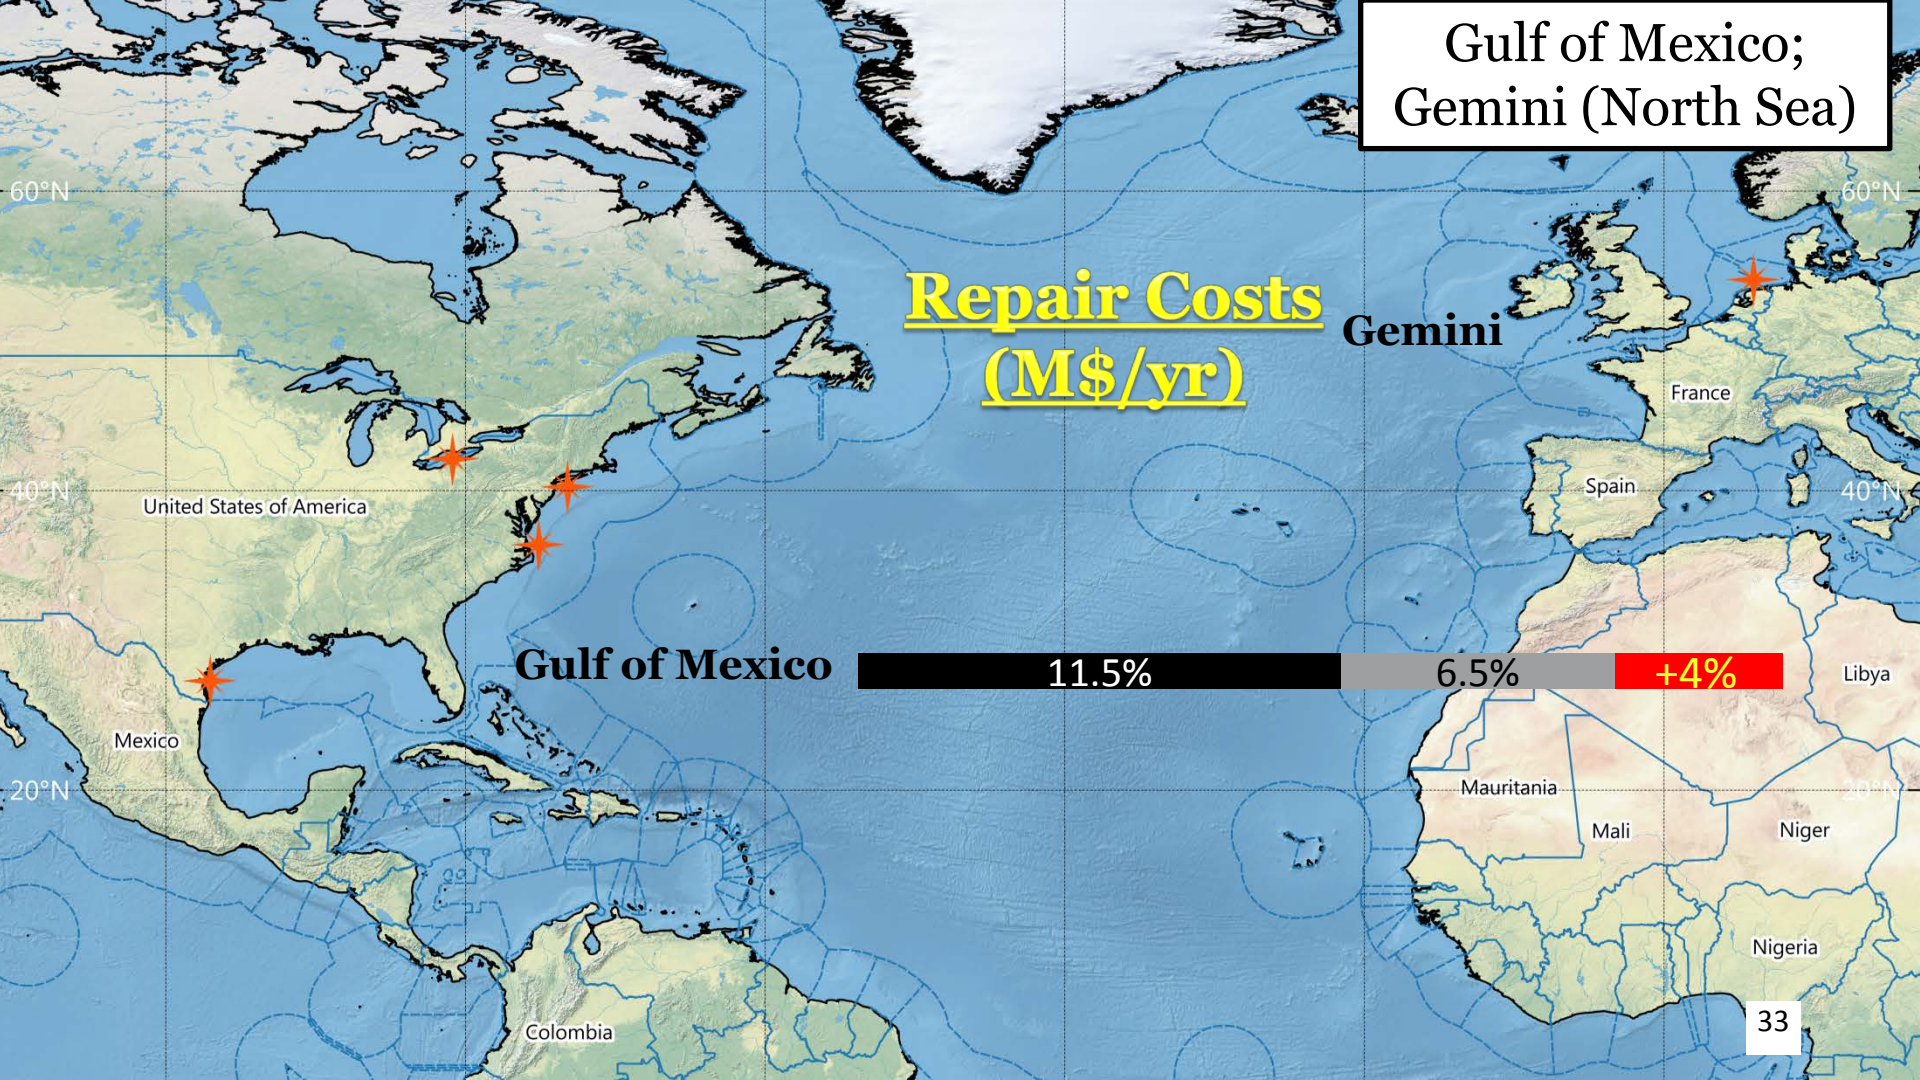 Gulf of Mexico;
Gemini (North Sea)
60°N
60°N
Repair Costs
(M$/yr)
Gemini
France
Spain
40°N
40°N
United States of America
Gulf of Mexico
11.5%
6.5%
+4%
Libya
Mexico
20°N
20°N
Mauritania
Mali
Niger
Nigeria
Colombia
33